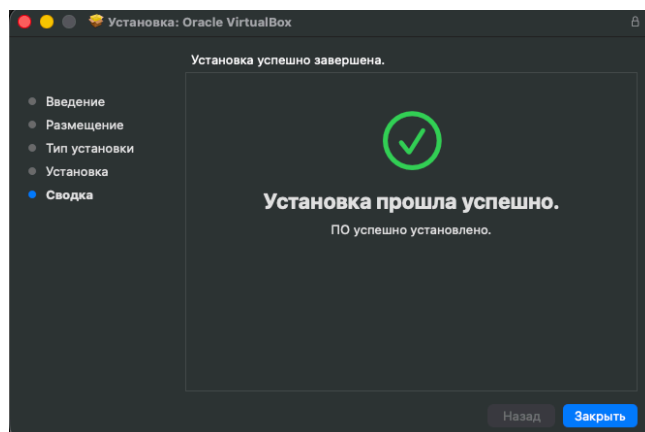 Установка: Oracle VirtualBox
Установка успешно завершена.
Введение
Размещение
Тип установки
Установка
Сводка
Установка прошла успешно.
ПО успешно установлено.
Назад
Закрыть